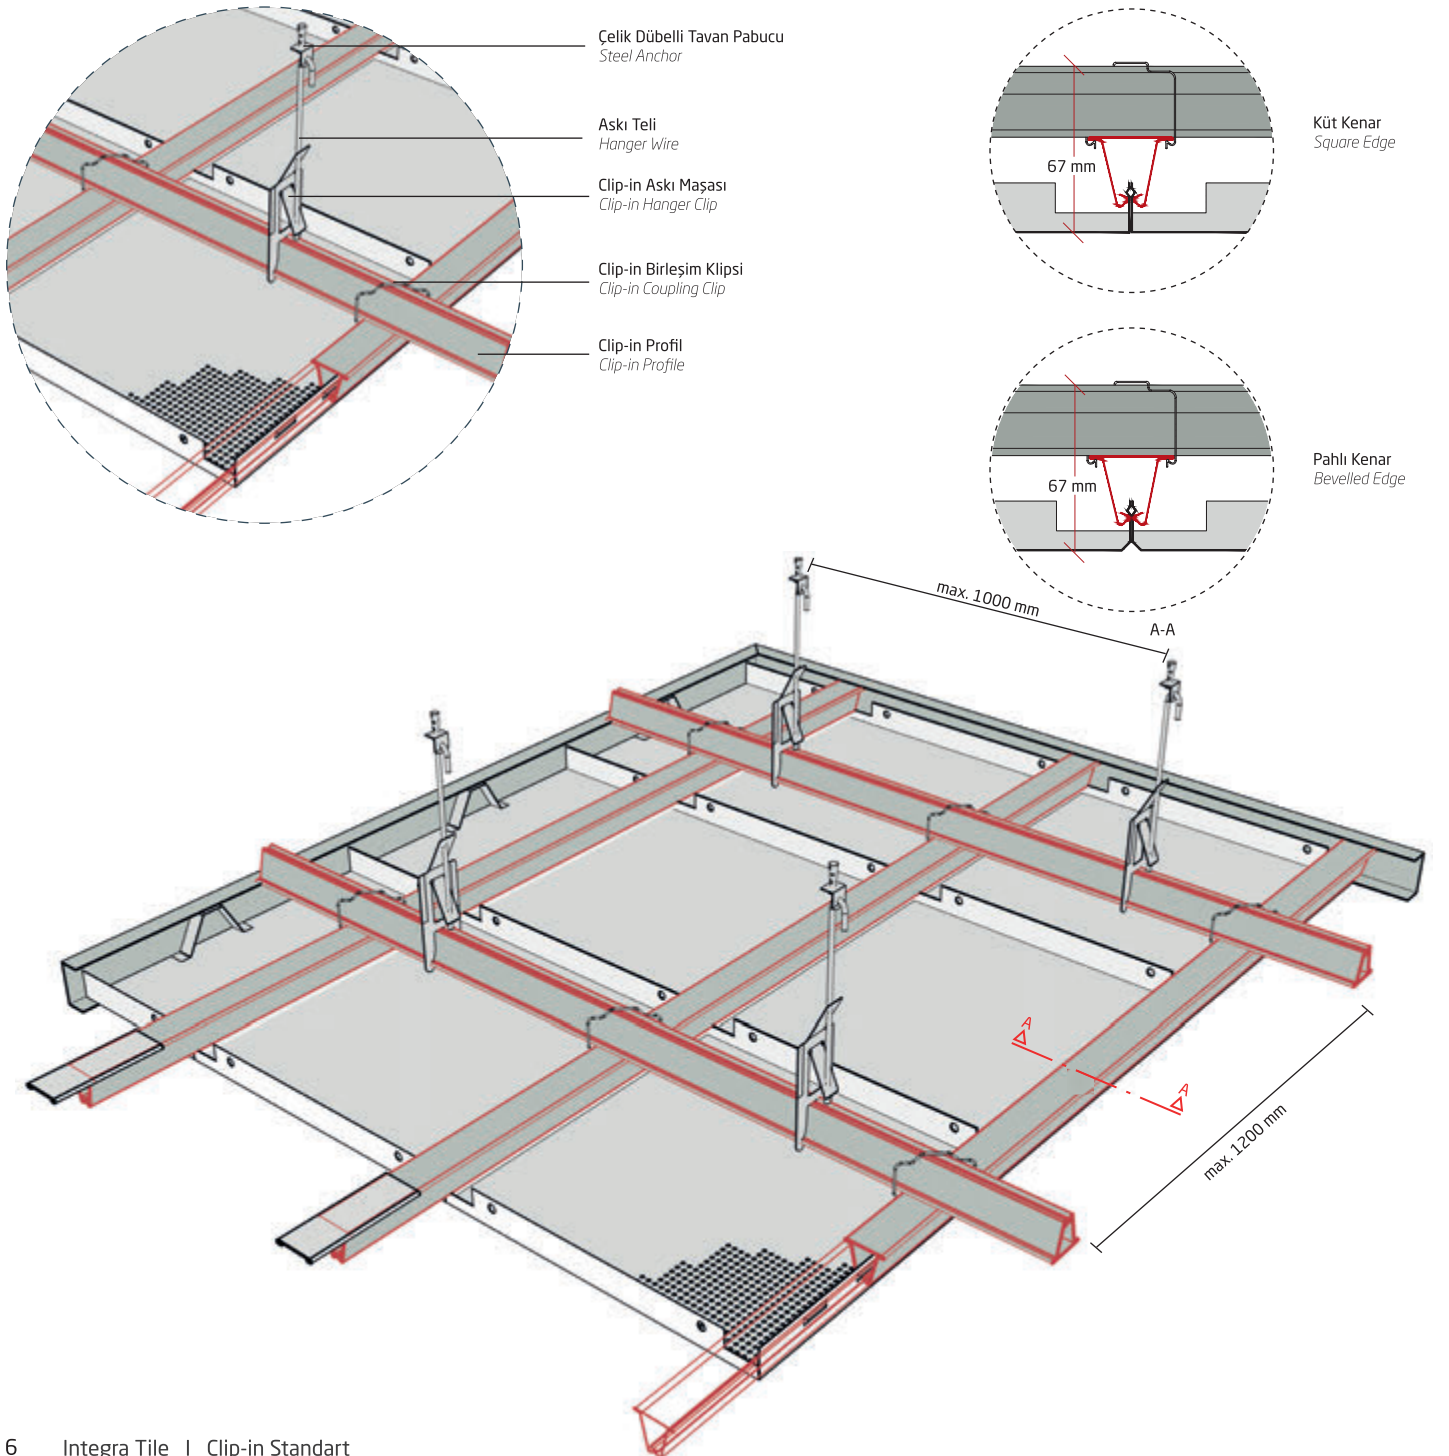 Çelik Dübelli Tavan Pabucu
Steel Anchor
Askı Teli
Hanger Wire
Clip-in Askı Maşası
Clip-in Hanger Clip
Clip-in Birleşim Klipsi
Clip-in Coupling Clip
Clip-in Profil
Clip-in Profile
67 mm
Küt Kenar
Square Edge
67 mm
Pahlı Kenar
Bevelled Edge
max. 1000 mm
A-A
A
A
max. 1200 mm
6 Integra Tile | Clip-in Standart